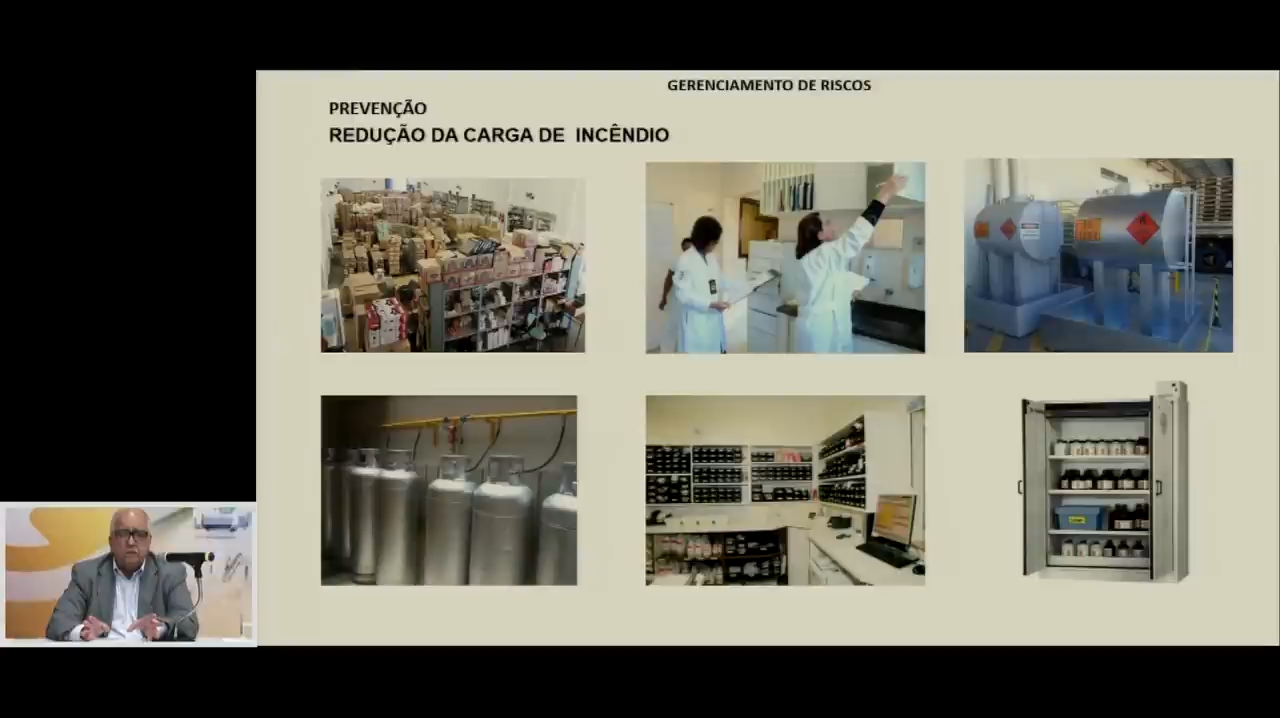 GERENCIAMENTO DE RISCOS
PREVENÇÃO
REDUÇÃO DA CARGA DE INCÊNDIO